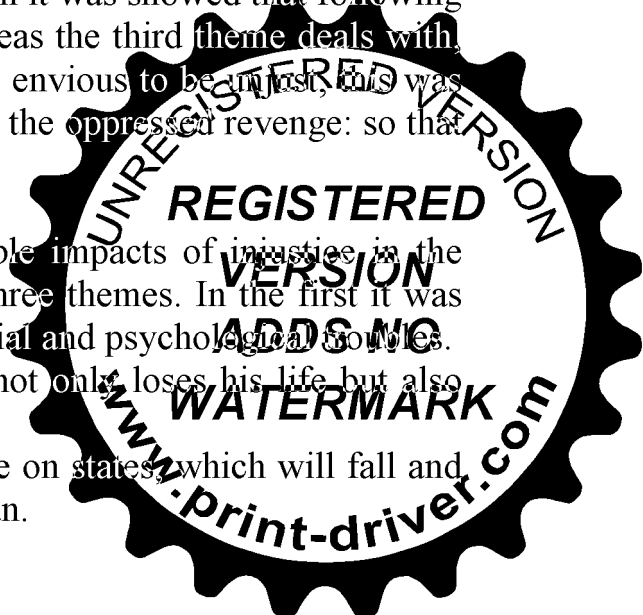 it was showed that following
eas the third theme deals with,
envious to be unjust, this was
the oppressed revenge: so that
ple impacts of injustice in the
hree themes. In the first it was
ial and psychological troubles.
not only loses his life but also
e on states, which will fall and
n.
UNREGISTERED VERSION
REGISTERED
VERSION
ADDS NO
WATERMARK
www.print-driver.com